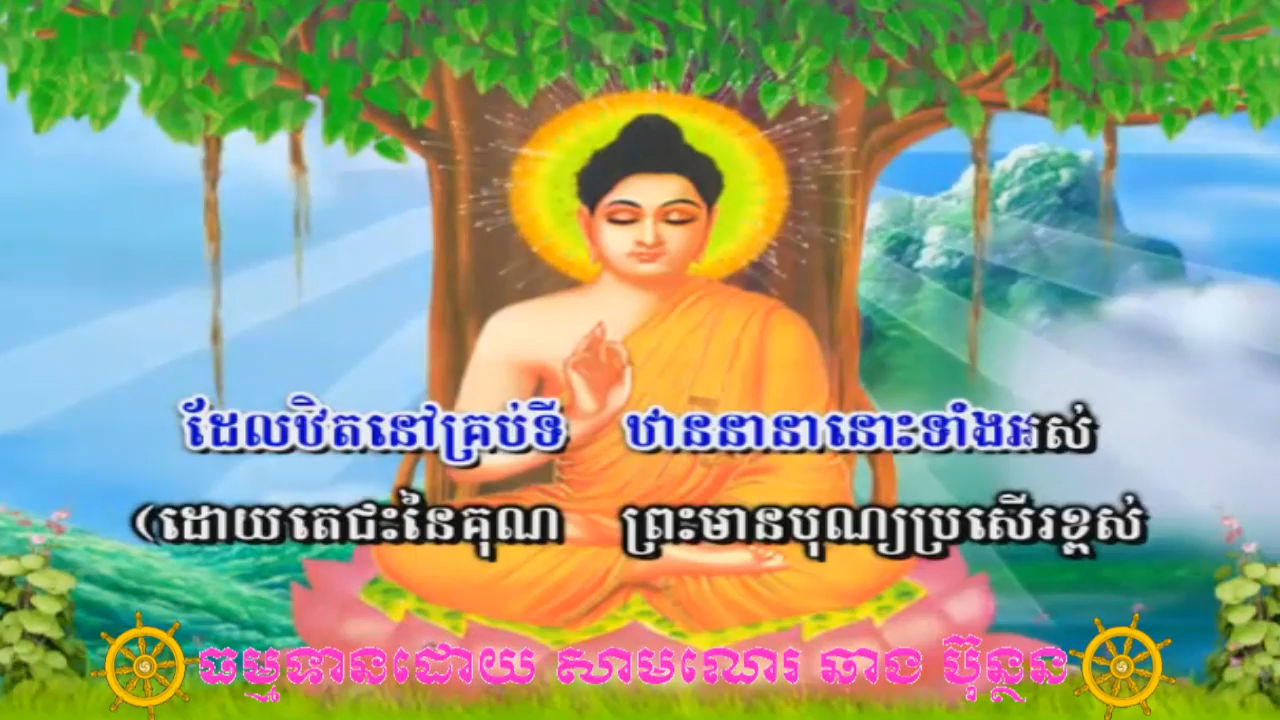 ដែលឋិតនៅគ្រប់ទី ឋាននានានោះទាំងអស់
(ដោយតេជះនៃគុណ ព្រះមានបុណ្យប្រសើរខ្ពស់
ធម្មទានដោយ សាមណេរ ឆាង ប៊ុន្ថន